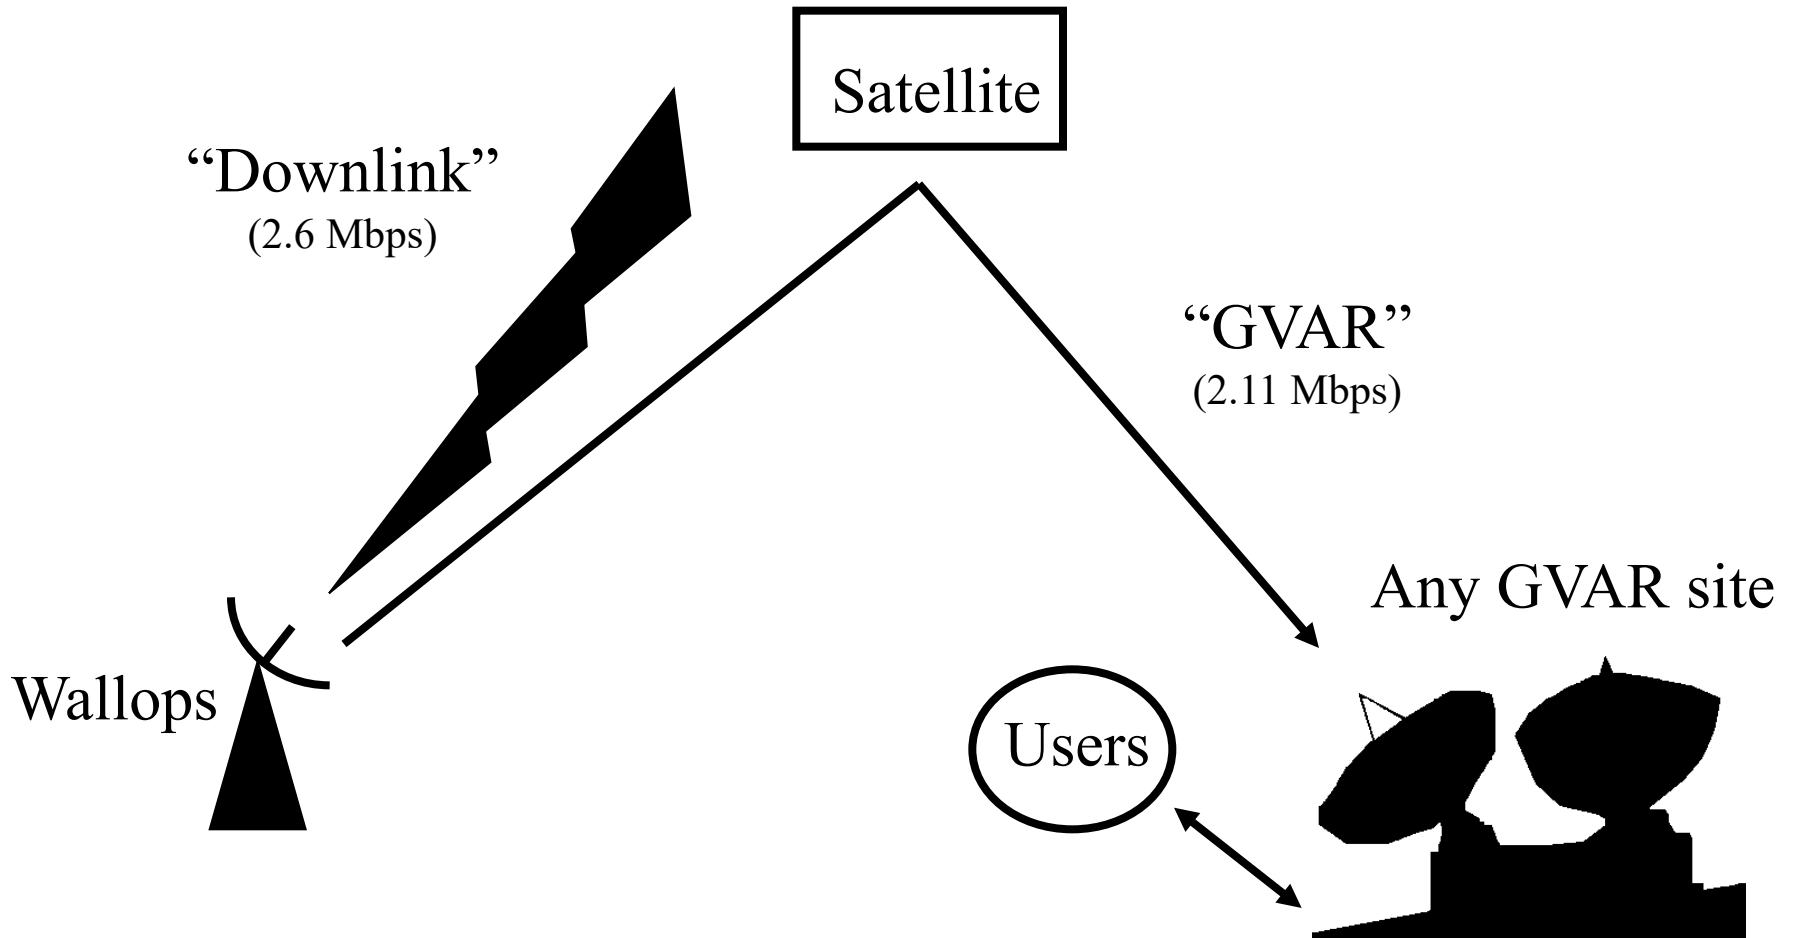 Satellite
“Downlink”
(2.6 Mbps)
“GVAR”
(2.11 Mbps)
Any GVAR site
Wallops
Users